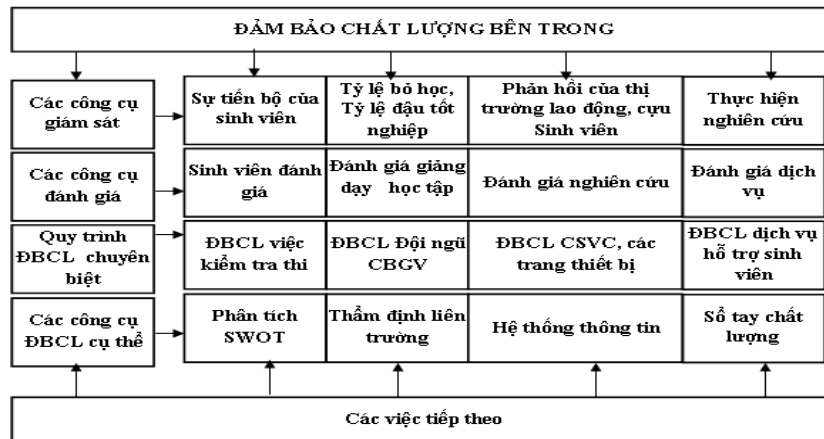 ĐẢM BẢO CHẤT LƯỢNG BÊN TRONG
Các công cụ
giám sát
Sự tiến bộ của
sinh viên
Tỷ lệ bỏ học,
Tỷ lệ đậu tốt
nghiệp
Phản hồi của thị
trường lao động, cựu
Sinh viên
Thực hiện
nghiên cứu
Các công cụ
đánh giá
Sinh viên đánh
giá
Đánh giá giảng
dạy học tập
Đánh giá nghiên cứu
Đánh giá dịch
vụ
Quy trình
ĐBCL chuyên
biệt
ĐBCL việc
kiểm tra thi
ĐBCL Đội ngũ
CBGV
ĐBCL CSVC, các
trang thiết bị
ĐBCL dịch vụ
hỗ trợ sinh
viên
Các công cụ
ĐBCL cụ thể
Phân tích
SWOT
Thẩm định liên
trường
Hệ thống thông tin
Sổ tay chất
lượng
Các việc tiếp theo